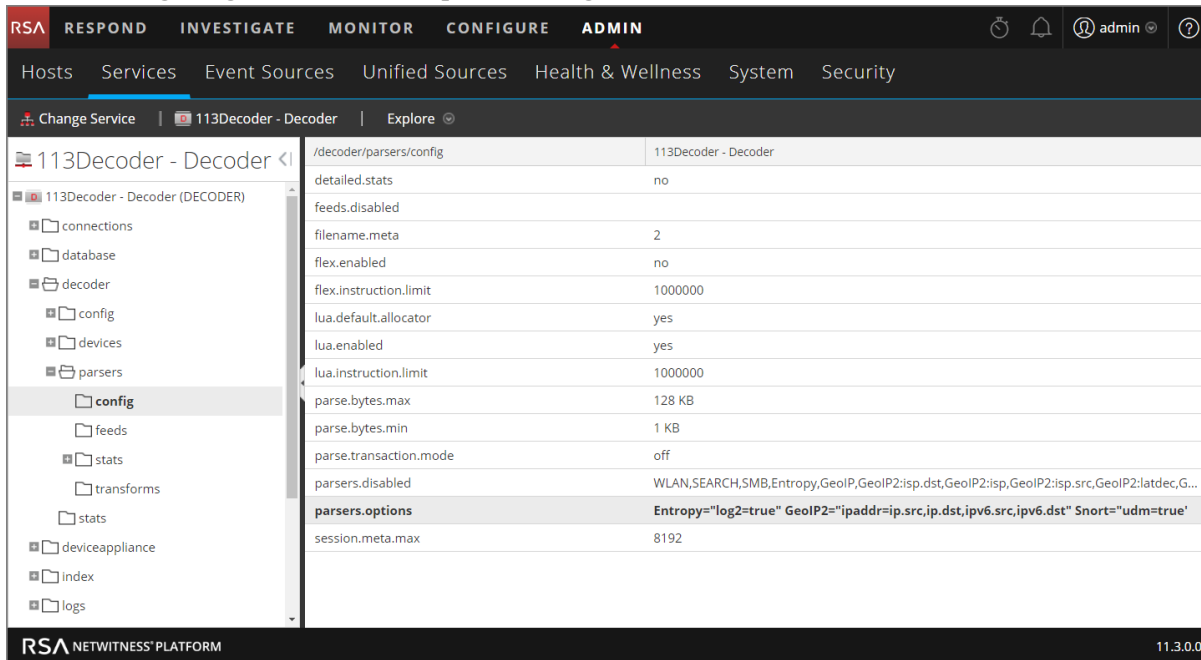 RSA RESPOND INVESTIGATE MONITOR CONFIGURE ADMIN admin ?
Hosts Services Event Sources Unified Sources Health & Wellness System Security
Change Service | D 113Decoder - Decoder | Explore
113Decoder - Decoder
/decoder/parsers/config 113Decoder - Decoder
D 113Decoder - Decoder (DECODER)
connections
database
decoder
config
devices
parsers
config
feeds
stats
transforms
stats
deviceappliance
index
logs
detailed.stats no
feeds.disabled
filename.meta 2
flex.enabled no
flex.instruction.limit 1000000
lua.default.allocator yes
lua.enabled yes
lua.instruction.limit 1000000
parse.bytes.max 128 KB
parse.bytes.min 1 KB
parse.transaction.mode off
parsers.disabled WLAN,SEARCH,SMB,Entropy,GeoIP,GeoIP2:isp.dst,GeoIP2:isp,GeoIP2:isp.src,GeoIP2:latdec,G...
parsers.options Entropy="log2=true" GeoIP2="ipaddr=ip.src,ip.dst,ipv6.src,ipv6.dst" Snort="udm=true'
session.meta.max 8192
RSA NETWITNESS® PLATFORM 11.3.0.0